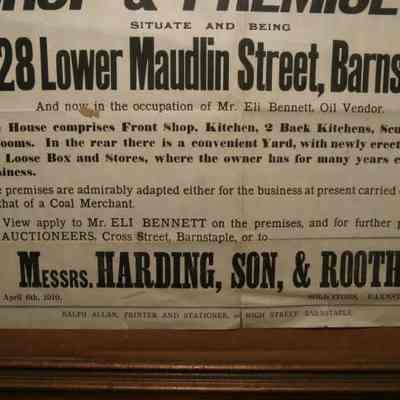 SHOP & PREMISE
SITUATE AND BEING
28 Lower Maudlin Street, Barns
And now in the occupation of Mr. Eli Bennett, Oil Vendor.
House comprises Front Shop, Kitchen, 2 Back Kitchens, Scu
ooms. In the rear there is a convenient Yard, with newly erect
Loose Box and Stores, where the owner has for many years c
siness.
premises are admirably adapted either for the business at present carried
that of a Coal Merchant.
View apply to Mr. ELI BENNETT on the premises, and for further p
AUCTIONEERS, Cross Street, Barnstaple, or to
MESSRS. HARDING, SON, & ROOTH
April 6th, 1910.
SOLICITORS, BARNST
RALPH ALLAN, PRINTER AND STATIONER, HIGH STREET BARNSTAPLE